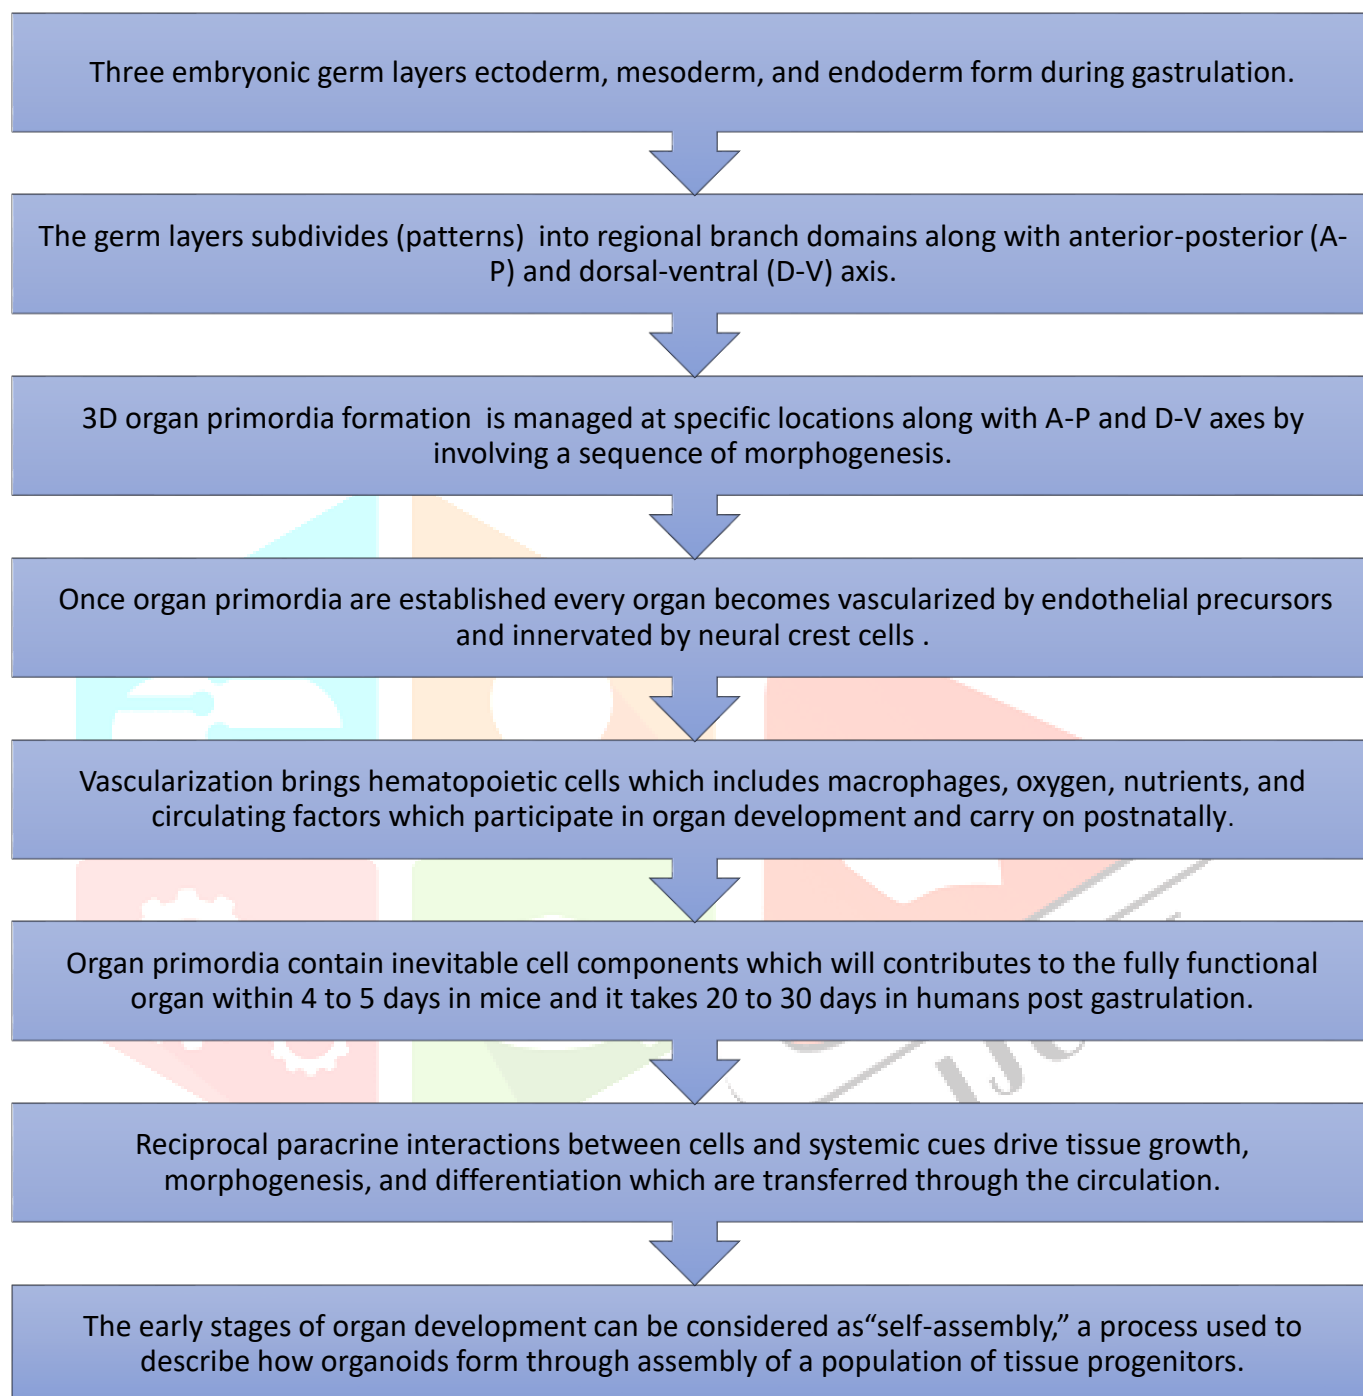 Three embryonic germ layers ectoderm, mesoderm, and endoderm form during gastrulation.
The germ layers subdivides (patterns) into regional branch domains along with anterior-posterior (A-
P) and dorsal-ventral (D-V) axis.
3D organ primordia formation is managed at specific locations along with A-P and D-V axes by
involving a sequence of morphogenesis.
Once organ primordia are established every organ becomes vascularized by endothelial precursors
and innervated by neural crest cells .
Vascularization brings hematopoietic cells which includes macrophages, oxygen, nutrients, and
circulating factors which participate in organ development and carry on postnatally.
Organ primordia contain inevitable cell components which will contributes to the fully functional
organ within 4 to 5 days in mice and it takes 20 to 30 days in humans post gastrulation.
Reciprocal paracrine interactions between cells and systemic cues drive tissue growth,
morphogenesis, and differentiation which are transferred through the circulation.
The early stages of organ development can be considered as“self-assembly,” a process used to
describe how organoids form through assembly of a population of tissue progenitors.